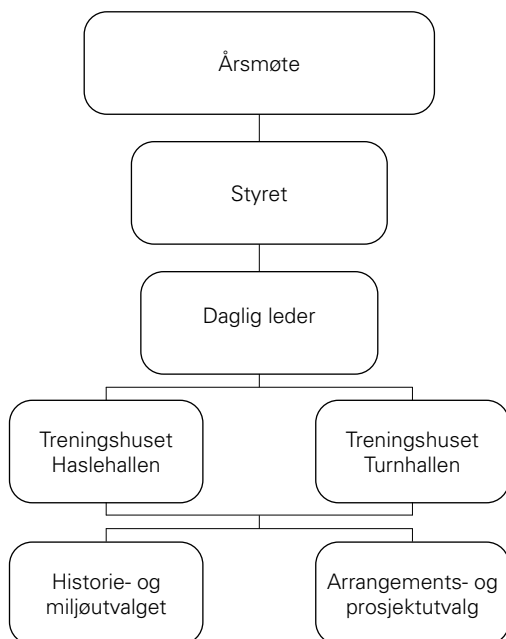 Årsmøte
Styret
Daglig leder
Treningshuset
Haslehallen
Treningshuset
Turnhallen
Historie- og
miljøutvalget
Arrangements- og
prosjektutvalg